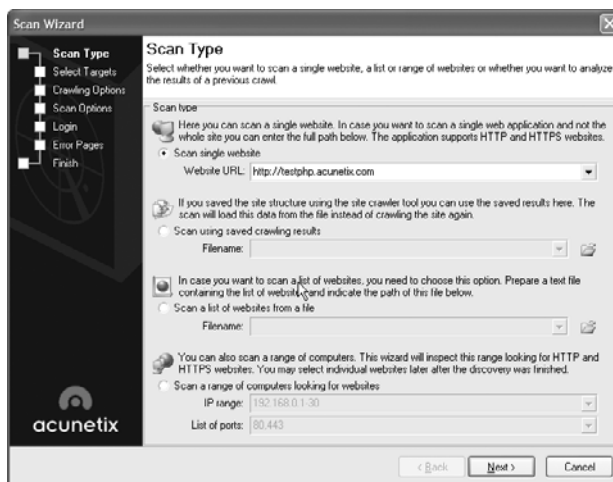 Scan Wizard
Scan Type
Select Targets
Crawling Options
Scan Options
Login
Error Pages
Finish
acunetix
Scan Type
Select whether you want to scan a single website, a list or range of websites or whether you want to analyze
the results of a previous crawl.
Scan type
Here you can scan a single website. In case you want to scan a single web application and not the
whole site you can enter the full path below. The application supports HTTP and HTTPS websites.
Scan single website
Website URL: http://testphp.acunetix.com
If you saved the site structure using the site crawler tool you can use the saved results here. The
scan will load this data from the file instead of crawling the site again.
Scan using saved crawling results
Filename:
In case you want to scan a list of websites, you need to choose this option. Prepare a text file
containing the list of websites and indicate the path of this file below.
Scan a list of websites from a file
Filename:
You can also scan a range of computers. This wizard will inspect this range looking for HTTP and
HTTPS websites. You may select individual websites later after the discovery was finished.
Scan a range of computers looking for websites
IP range: 192.168.0.1-30
List of ports: 80,443
< Back
Next >
Cancel